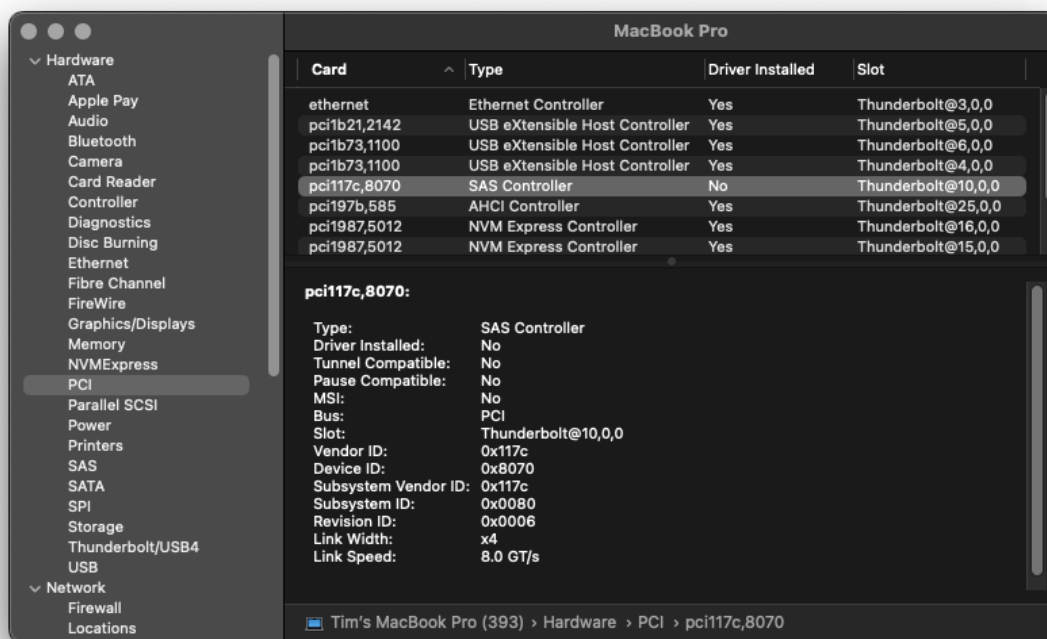 MacBook Pro
Hardware
ATA
Apple Pay
Audio
Bluetooth
Camera
Card Reader
Controller
Diagnostics
Disc Burning
Ethernet
Fibre Channel
FireWire
Graphics/Displays
Memory
NVMExpress
PCI
Parallel SCSI
Power
Printers
SAS
SATA
SPI
Storage
Thunderbolt/USB4
USB
Network
Firewall
Locations
Card Type Driver Installed Slot
ethernet Ethernet Controller Yes Thunderbolt@3,0,0
pci1b21,2142 USB eXtensible Host Controller Yes Thunderbolt@5,0,0
pci1b73,1100 USB eXtensible Host Controller Yes Thunderbolt@6,0,0
pci1b73,1100 USB eXtensible Host Controller Yes Thunderbolt@4,0,0
pci117c,8070 SAS Controller No Thunderbolt@10,0,0
pci197b,585 AHCI Controller Yes Thunderbolt@25,0,0
pci1987,5012 NVM Express Controller Yes Thunderbolt@16,0,0
pci1987,5012 NVM Express Controller Yes Thunderbolt@15,0,0
pci117c,8070:
Type: SAS Controller
Driver Installed: No
Tunnel Compatible: No
Pause Compatible: No
MSI: No
Bus: PCI
Slot: Thunderbolt@10,0,0
Vendor ID: 0x117c
Device ID: 0x8070
Subsystem Vendor ID: 0x117c
Subsystem ID: 0x0080
Revision ID: 0x0006
Link Width: x4
Link Speed: 8.0 GT/s
Tim's MacBook Pro (393) › Hardware › PCI › pci117c,8070